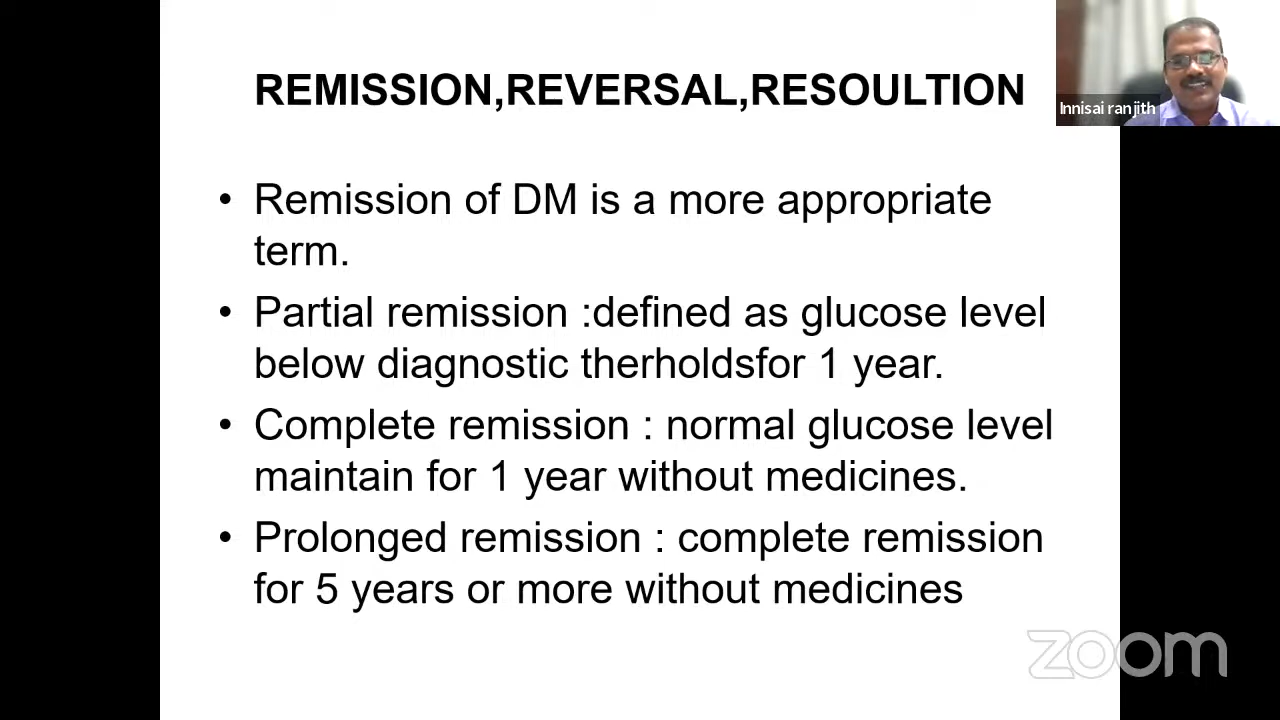 REMISSION,REVERSAL,RESOULTION
Innisai ranjith
• Remission of DM is a more appropriate
term.
• Partial remission :defined as glucose level
below diagnostic therholdsfor 1 year.
• Complete remission : normal glucose level
maintain for 1 year without medicines.
• Prolonged remission : complete remission
for 5 years or more without medicines
zoom